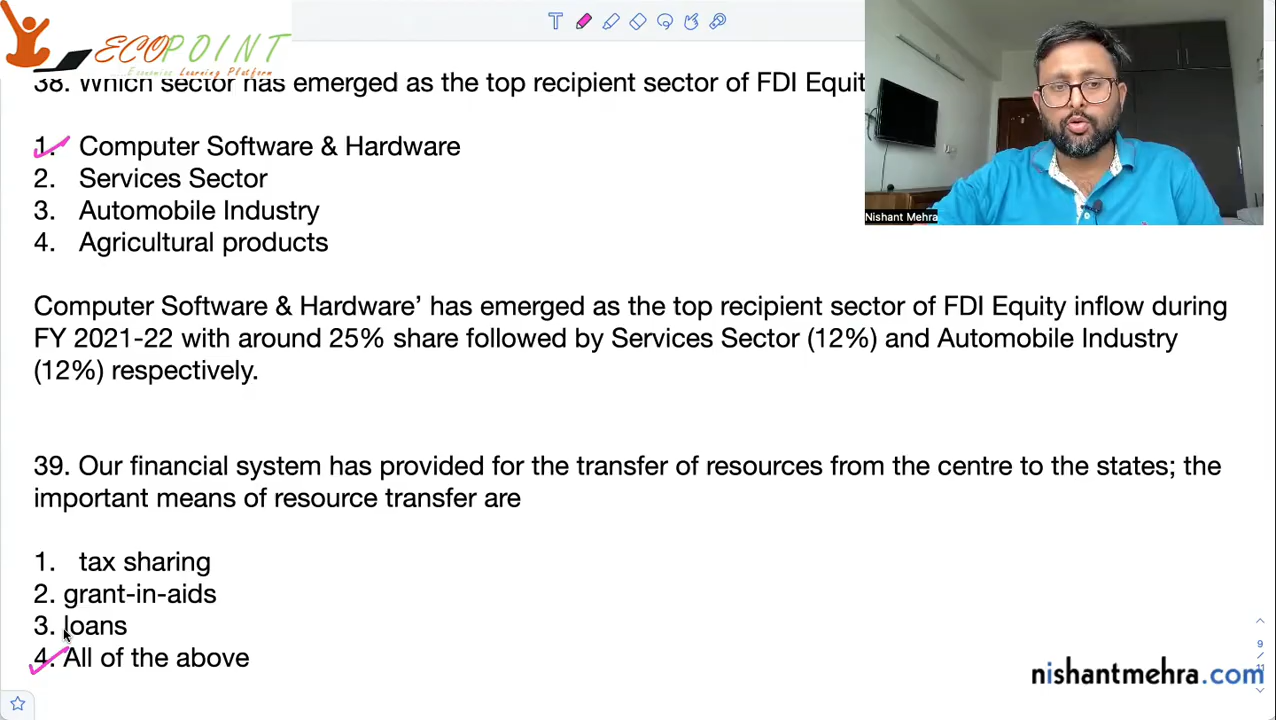 ECOPOINT
Economics Learning Platform
38. Which sector has emerged as the top recipient sector of FDI Equit
1. Computer Software & Hardware
2. Services Sector
3. Automobile Industry
4. Agricultural products
Nishant Mehra
Computer Software & Hardware’ has emerged as the top recipient sector of FDI Equity inflow during
FY 2021-22 with around 25% share followed by Services Sector (12%) and Automobile Industry
(12%) respectively.
39. Our financial system has provided for the transfer of resources from the centre to the states; the
important means of resource transfer are
1. tax sharing
2. grant-in-aids
3. loans
4. All of the above
9
/
11
nishantmehra.com